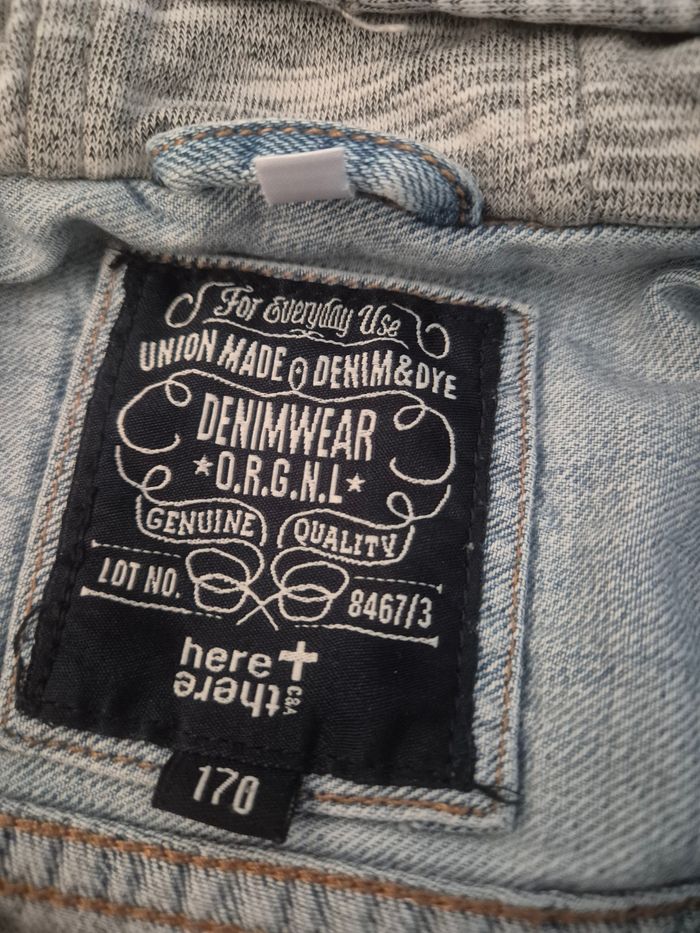 For Everyday Use
UNION MADE & DENIM&DYE
DENIMWEAR
★O.R.G.N.L★
GENUINE QUALITY
LOT NO. 8467/3
here+
there C&A
170